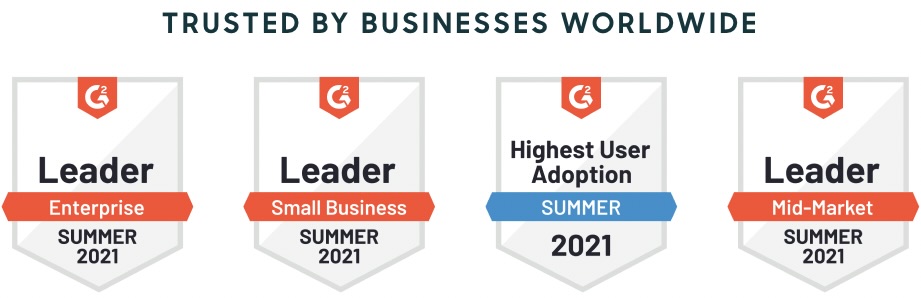 TRUSTED BY BUSINESSES WORLDWIDE
G2
Leader
Enterprise
SUMMER
2021
G2
Leader
Small Business
SUMMER
2021
G2
Highest User
Adoption
SUMMER
2021
G2
Leader
Mid-Market
SUMMER
2021